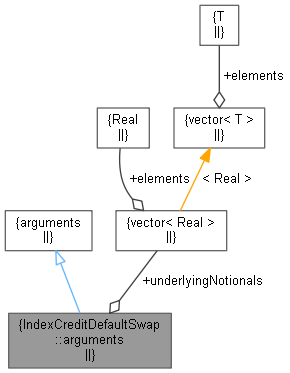 {T
||}
+elements
{Real
||}
{vector< T >
||}
+elements
< Real >
{arguments
||}
{vector< Real >
||}
+underlyingNotionals
{IndexCreditDefaultSwap
::arguments
||}